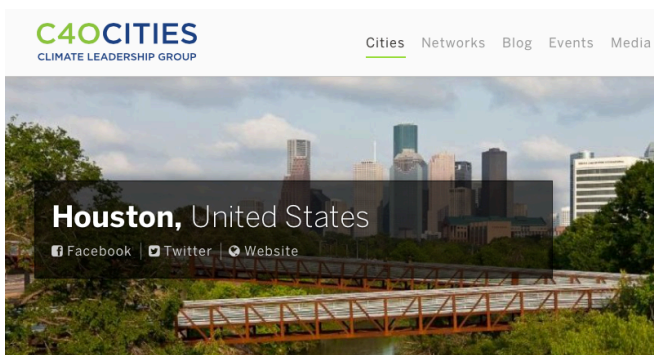 C40CITIES
CLIMATE LEADERSHIP GROUP
Cities Networks Blog Events Media
Houston, United States
Facebook Twitter Website